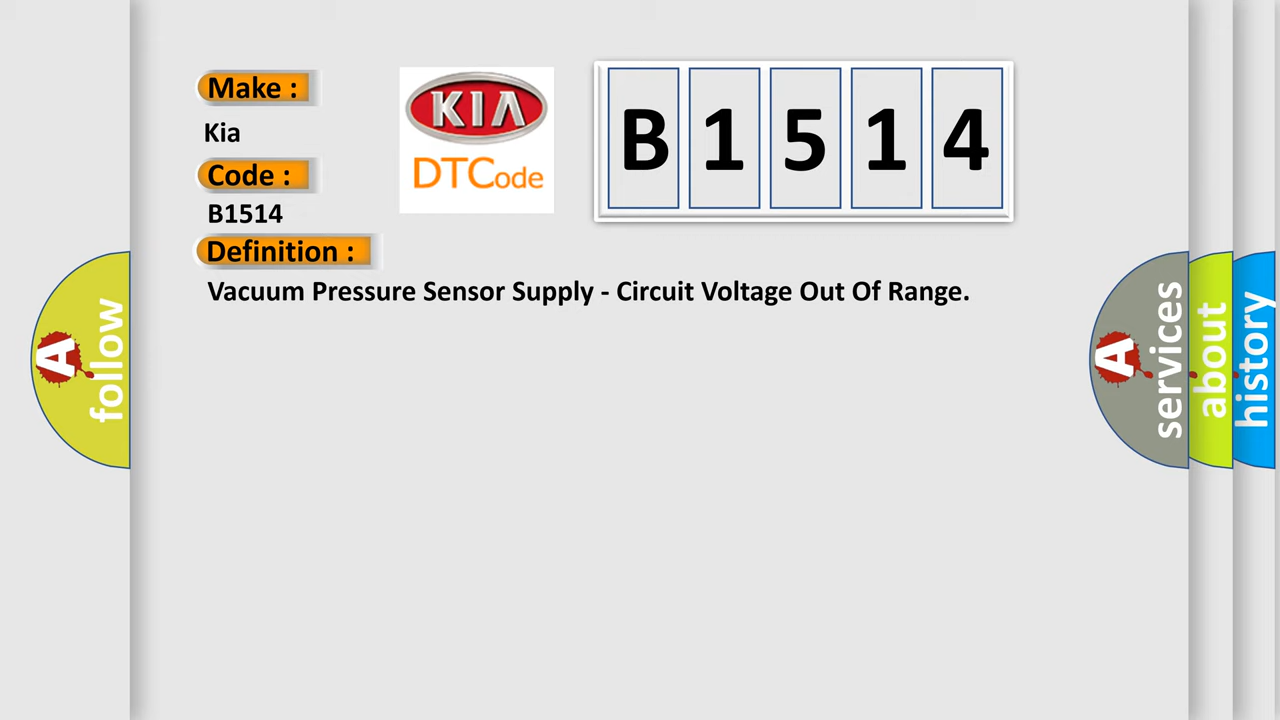 Make :
Kia
Code :
B1514
Definition :
Vacuum Pressure Sensor Supply - Circuit Voltage Out Of Range.
KIA
DTCode
B 1 5 1 4
A
follow
A
services
about
history